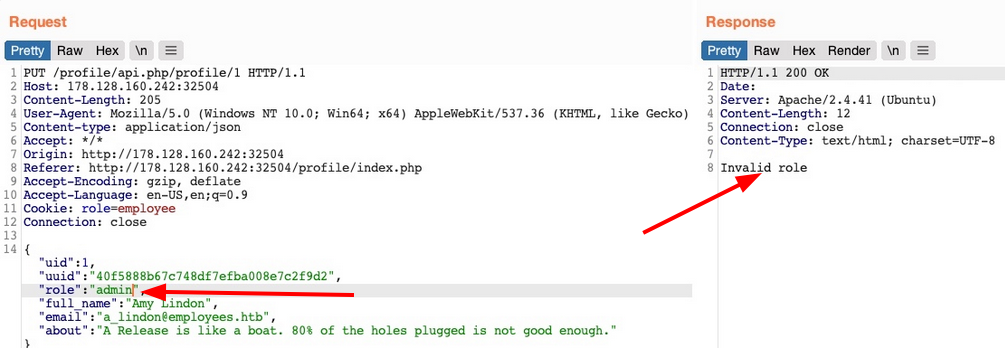 Request
Pretty Raw Hex \n
1 PUT /profile/api.php/profile/1 HTTP/1.1
2 Host: 178.128.160.242:32504
3 Content-Length: 205
4 User-Agent: Mozilla/5.0 (Windows NT 10.0; Win64; x64) AppleWebKit/537.36 (KHTML, like Gecko)
5 Content-type: application/json
6 Accept: */*
7 Origin: http://178.128.160.242:32504
8 Referer: http://178.128.160.242:32504/profile/index.php
9 Accept-Encoding: gzip, deflate
10 Accept-Language: en-US,en;q=0.9
11 Cookie: role=employee
12 Connection: close
13
14 {
"uid":1,
"uuid":"40f5888b67c748df7efba008e7c2f9d2",
"role":"admin",
"full_name":"Amy Lindon",
"email":"a_lindon@employees.htb",
"about":"A Release is like a boat. 80% of the holes plugged is not good enough."
}
Response
Pretty Raw Hex Render \n
1 HTTP/1.1 200 OK
2 Date:
3 Server: Apache/2.4.41 (Ubuntu)
4 Content-Length: 12
5 Connection: close
6 Content-Type: text/html; charset=UTF-8
7
8 Invalid role